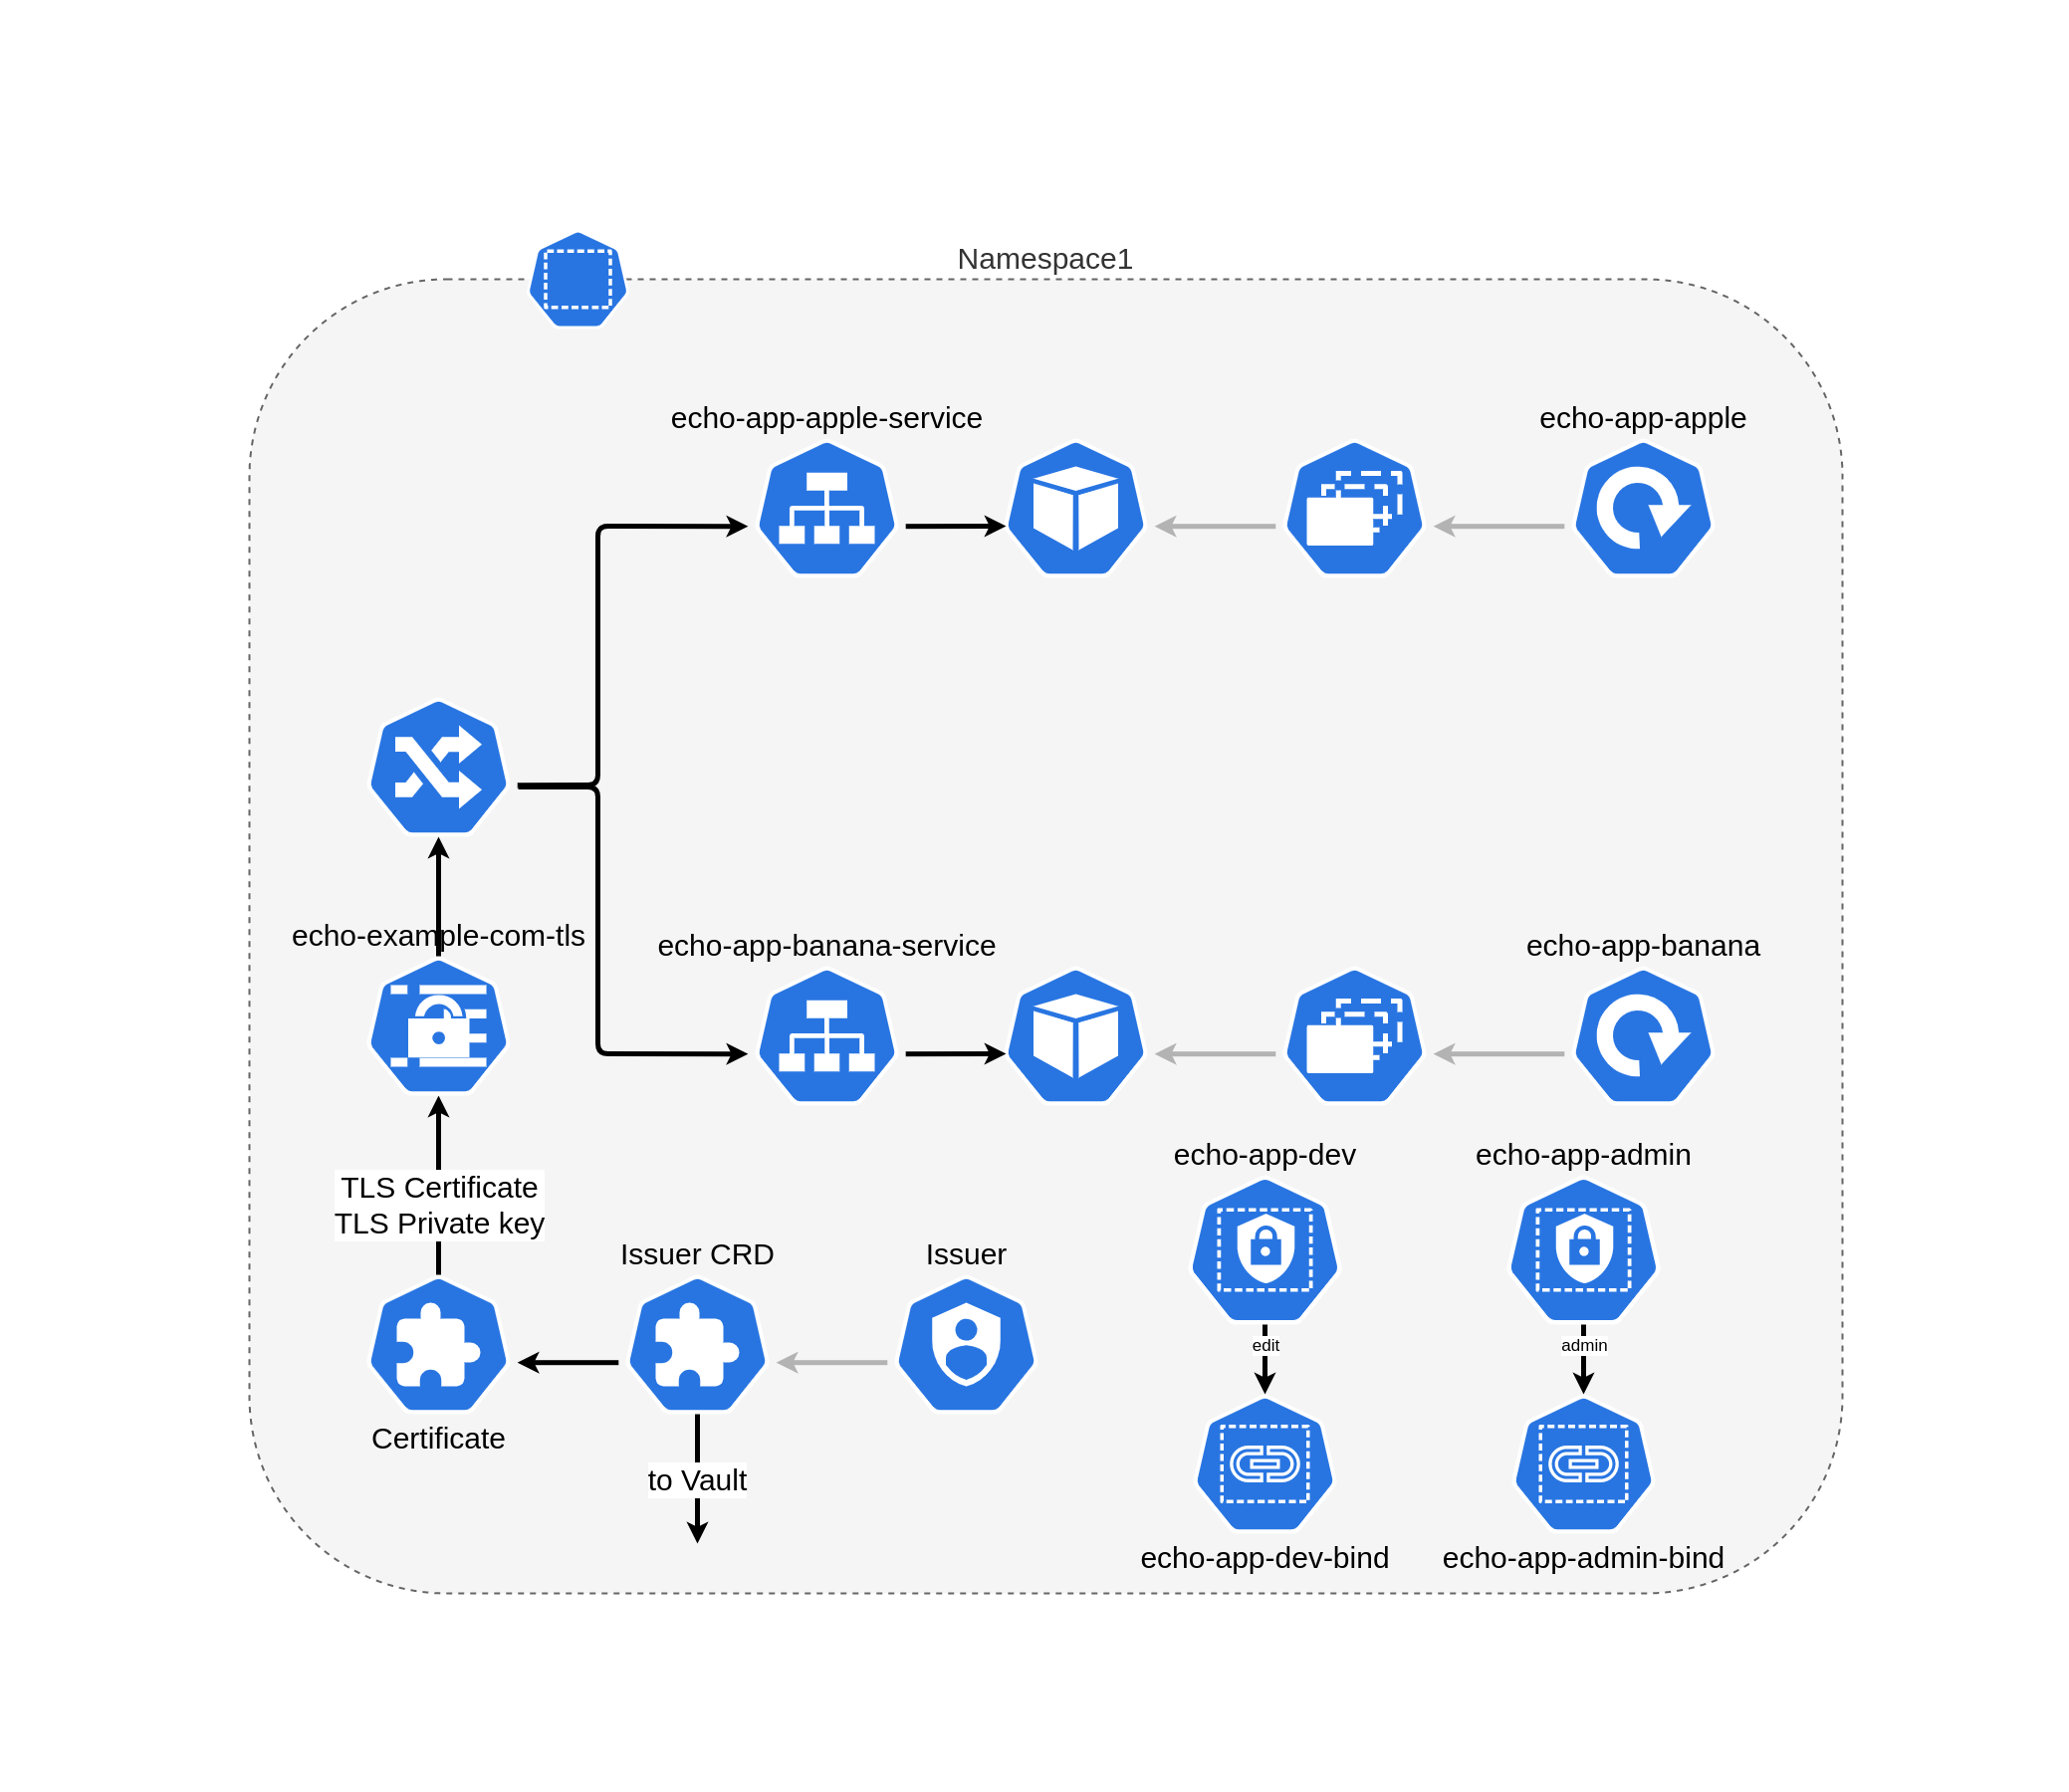 Namespace1
echo-app-apple-service
echo-app-apple
echo-example-com-tls
echo-app-banana-service
echo-app-banana
TLS Certificate
TLS Private key
echo-app-dev
echo-app-admin
Issuer CRD
Issuer
edit
admin
Certificate
to Vault
echo-app-dev-bind
echo-app-admin-bind